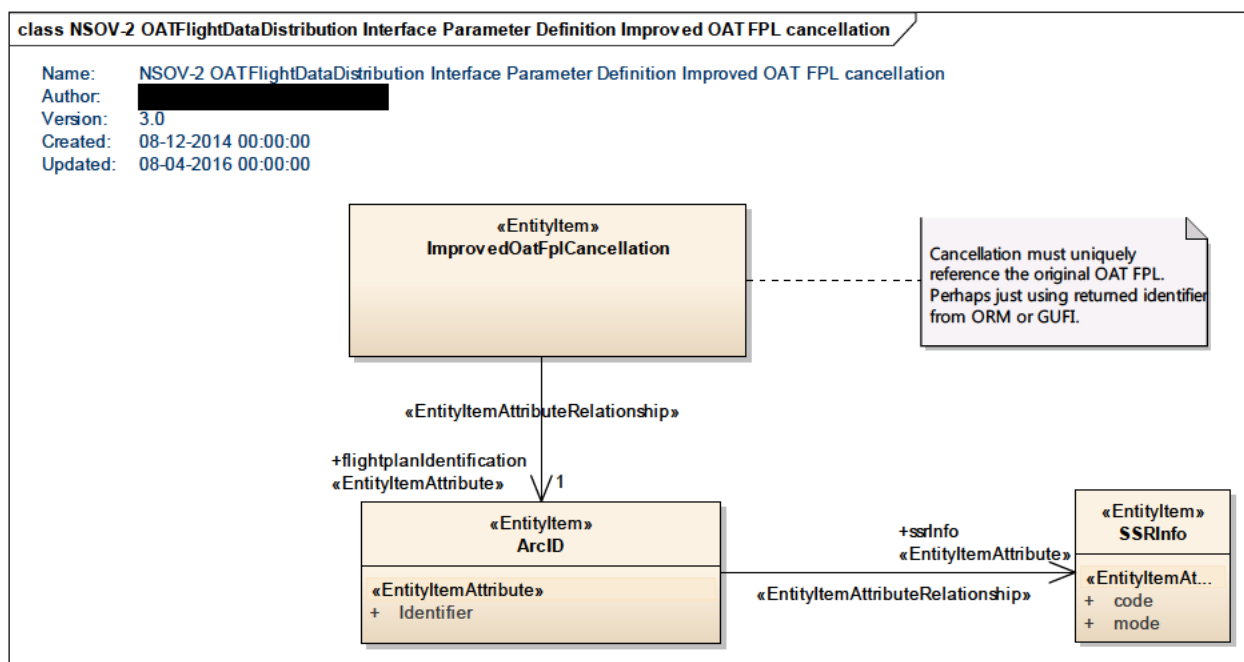 class NSOV-2 OATFlightDataDistribution Interface Parameter Definition Improved OAT FPL cancellation
Name: NSOV-2 OATFlightDataDistribution Interface Parameter Definition Improved OAT FPL cancellation
Author:
Version: 3.0
Created: 08-12-2014 00:00:00
Updated: 08-04-2016 00:00:00
«EntityItem»
ImprovedOatFplCancellation
Cancellation must uniquely
reference the original OAT FPL.
Perhaps just using returned identifier
from ORM or GUFI.
«EntityItemAttributeRelationship»
+flightplanIdentification
«EntityItemAttribute» 1
«EntityItem»
ArcID
«EntityItemAttribute»
+ Identifier
+ssrInfo
«EntityItemAttribute»
«EntityItemAttributeRelationship»
«EntityItem»
SSRInfo
«EntityItemAt...
+ code
+ mode